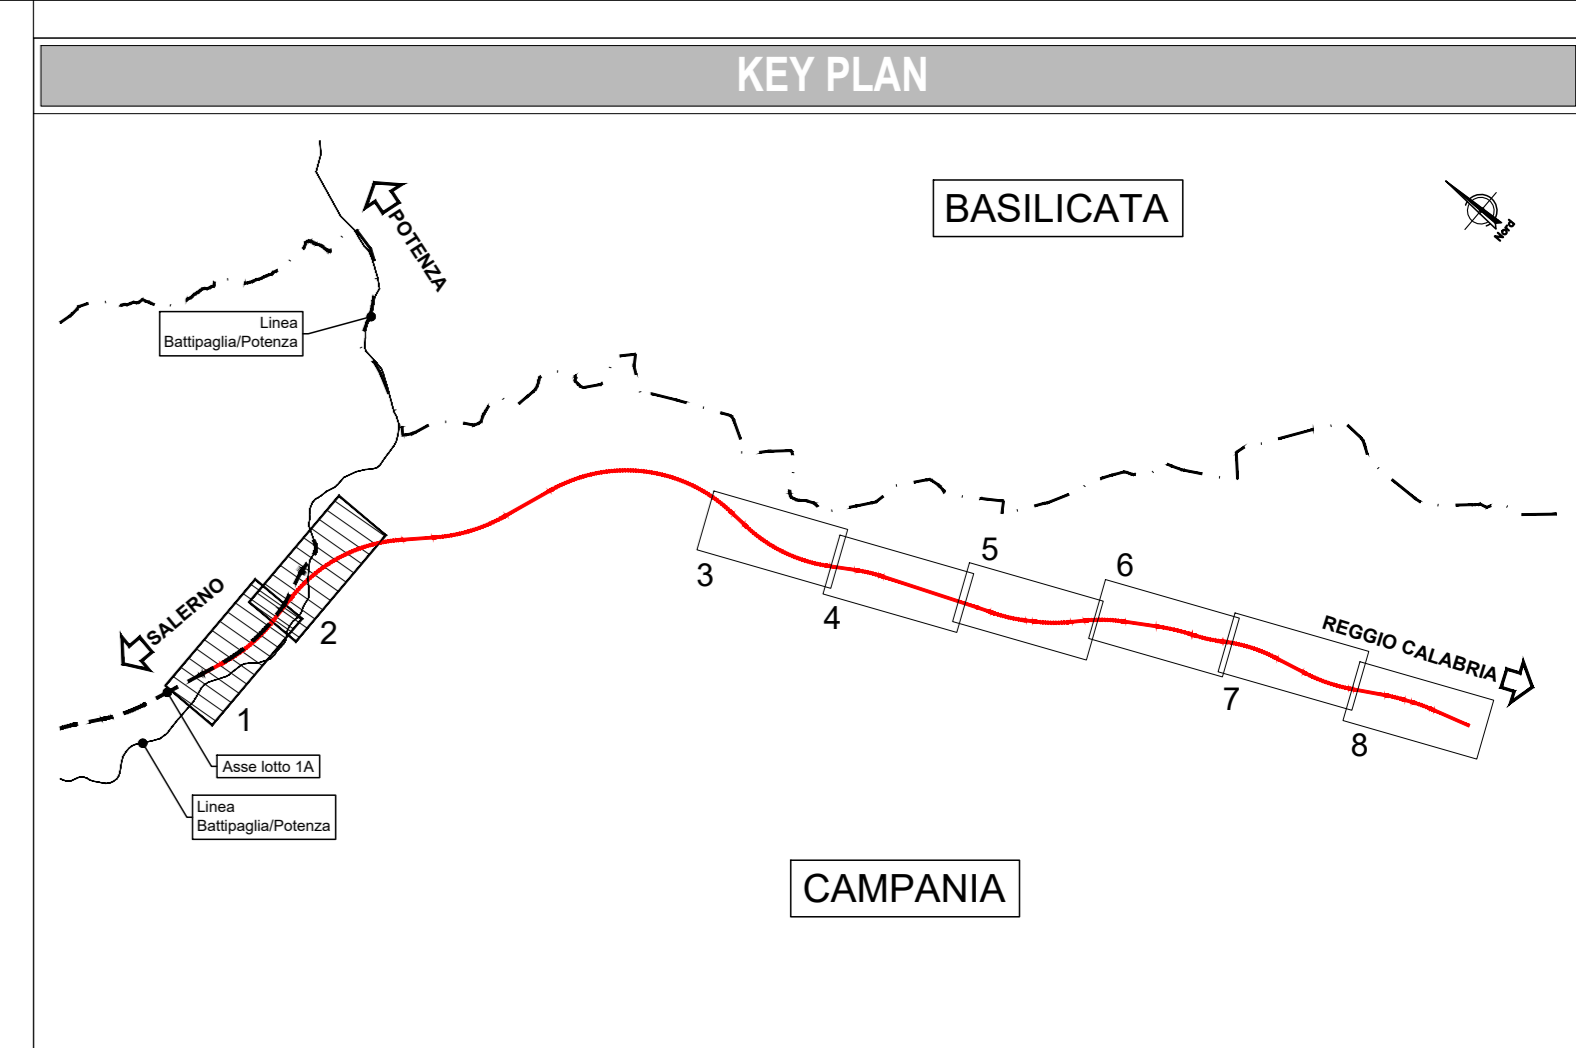 KEY PLAN
BASILICATA
Nord
POTENZA
Linea
Battipaglia/Potenza
SALERNO
REGGIO CALABRIA
1
2
3
4
5
6
7
8
Asse lotto 1A
Linea
Battipaglia/Potenza
CAMPANIA